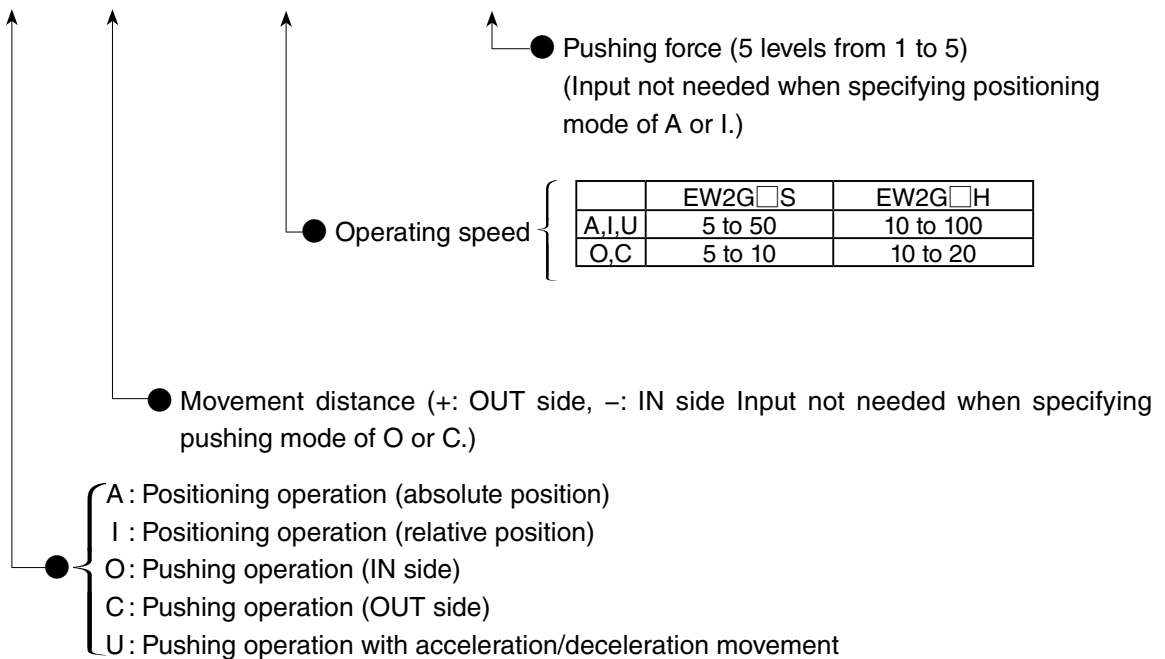 ● Pushing force (5 levels from 1 to 5)
(Input not needed when specifying positioning
mode of A or I.)
EW2G□S EW2G□H
● Operating speed A,I,U 5 to 50 10 to 100
O,C 5 to 10 10 to 20
● Movement distance (+: OUT side, −: IN side Input not needed when specifying
pushing mode of O or C.)
A : Positioning operation (absolute position)
I : Positioning operation (relative position)
● O : Pushing operation (IN side)
C : Pushing operation (OUT side)
U : Pushing operation with acceleration/deceleration movement